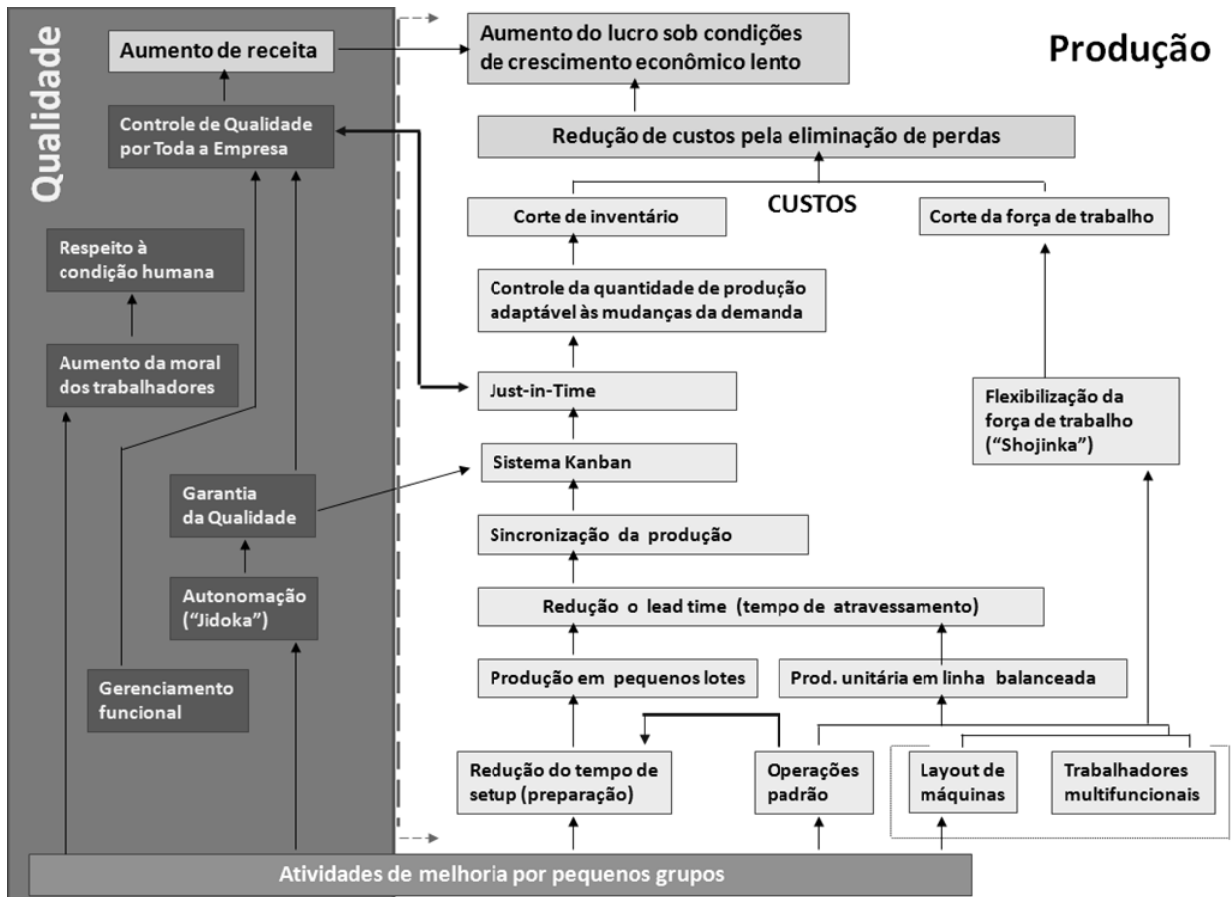 Qualidade
Produção
Aumento de receita
Aumento do lucro sob condições
de crescimento econômico lento
Controle de Qualidade
por Toda a Empresa
Redução de custos pela eliminação de perdas
CUSTOS
Corte de inventário
Corte da força de trabalho
Respeito à
condição humana
Controle da quantidade de produção
adaptável às mudanças da demanda
Aumento da moral
dos trabalhadores
Just-in-Time
Flexibilização da
força de trabalho
(“Shojinka”)
Sistema Kanban
Garantia
da Qualidade
Sincronização da produção
Autonomação
(“Jidoka”)
Redução o lead time (tempo de atravessamento)
Gerenciamento
funcional
Produção em pequenos lotes
Prod. unitária em linha balanceada
Redução do tempo de
setup (preparação)
Operações
padrão
Layout de
máquinas
Trabalhadores
multifuncionais
Atividades de melhoria por pequenos grupos